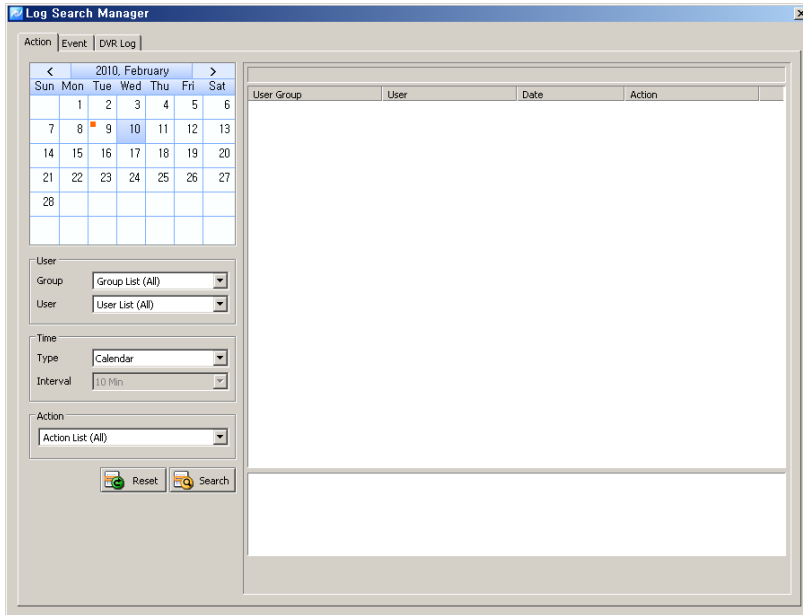 Log Search Manager
Action Event DVR Log
< 2010, February >
Sun Mon Tue Wed Thu Fri Sat
1 2 3 4 5 6
7 8 9 10 11 12 13
14 15 16 17 18 19 20
21 22 23 24 25 26 27
28
User
Group Group List (All)
User User List (All)
Time
Type Calendar
Interval 10 Min
Action
Action List (All)
Reset Search
User Group User Date Action